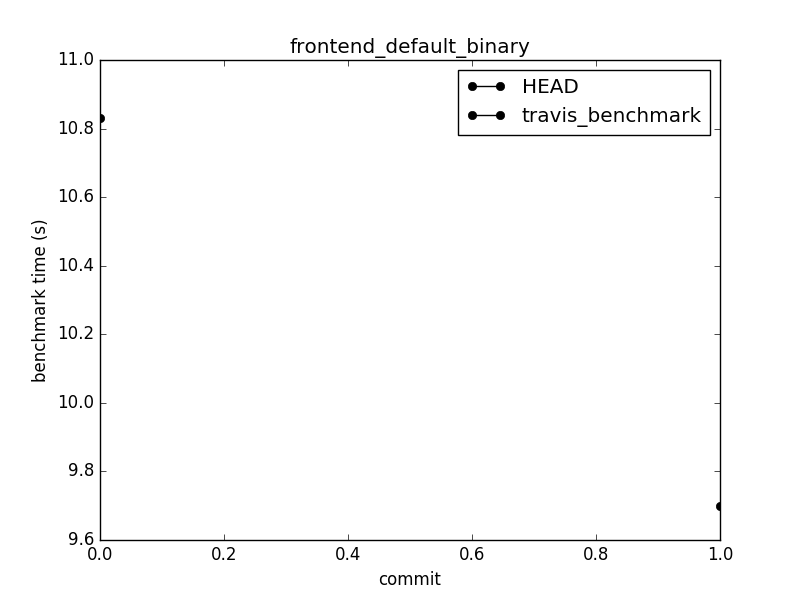 frontend_default_binary
11.0
10.8
10.6
10.4
10.2
10.0
9.8
9.6
benchmark time (s)
HEAD
travis_benchmark
0.0 0.2 0.4 0.6 0.8 1.0
commit